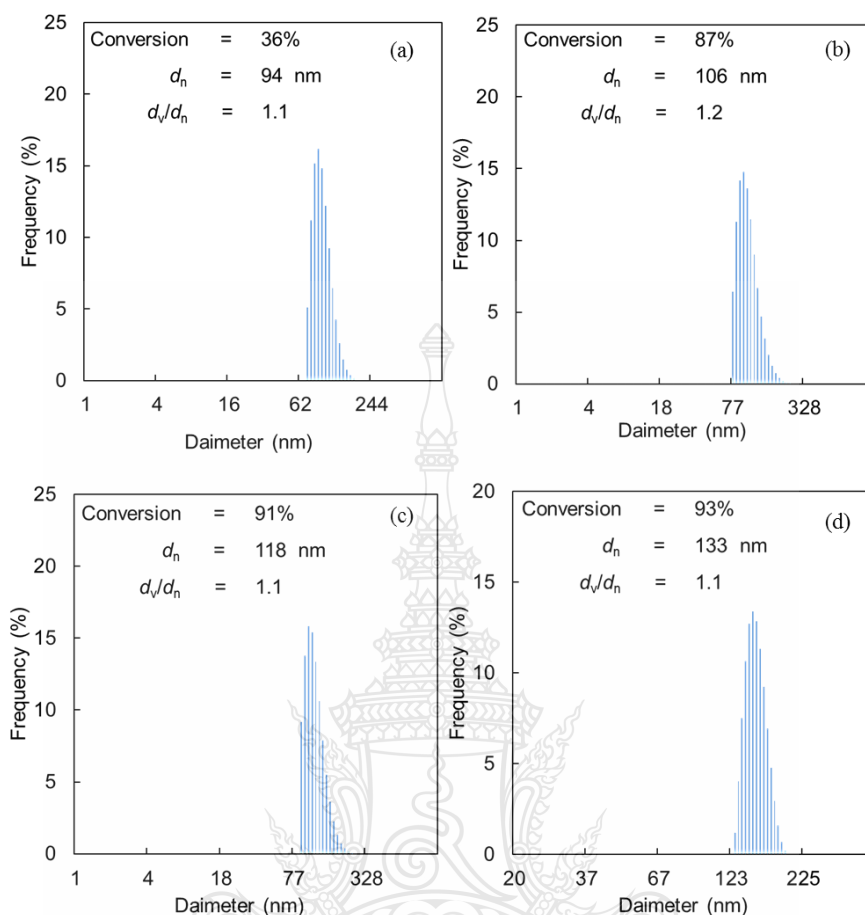 Conversion = 36% (a)
dn = 94 nm
dv/dn = 1.1
25
20
15
10
5
0
Frequency (%)
1 4 16 62 244
Daimeter (nm)
Conversion = 87% (b)
dn = 106 nm
dv/dn = 1.2
25
20
15
10
5
0
Frequency (%)
1 4 18 77 328
Daimeter (nm)
Conversion = 91% (c)
dn = 118 nm
dv/dn = 1.1
25
20
15
10
5
0
Frequency (%)
1 4 18 77 328
Daimeter (nm)
Conversion = 93% (d)
dn = 133 nm
dv/dn = 1.1
20
15
10
5
0
Frequency (%)
20 37 67 123 225
Daimeter (nm)